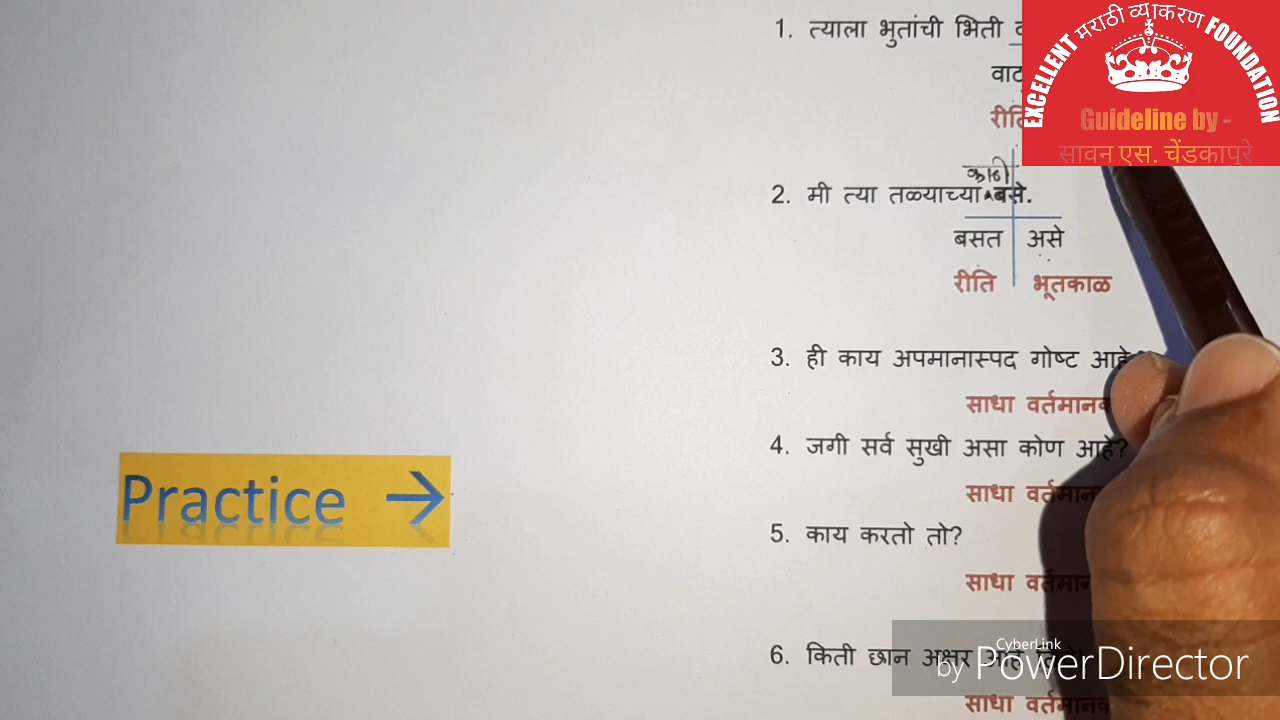 1. त्याला भुतांची भिती
रीति
काठी
2. मी त्या तळ्याच्या बसे.
बसत असे
रीति भूतकाळ
3. ही काय अपमानास्पद गोष्ट आहे
साधा वर्तमान
4. जगी सर्व सुखी असा कोण आहे?
साधा वर्तमान
5. काय करतो तो?
साधा वर्तमान
6. किती छान अक्षर आहे
साधा वर्तमान
Practice →
EXCELLENT मराठी व्याकरण FOUNDATION
Guideline by -
सावन एस. चेंडकापूरे
by CyberLink PowerDirector